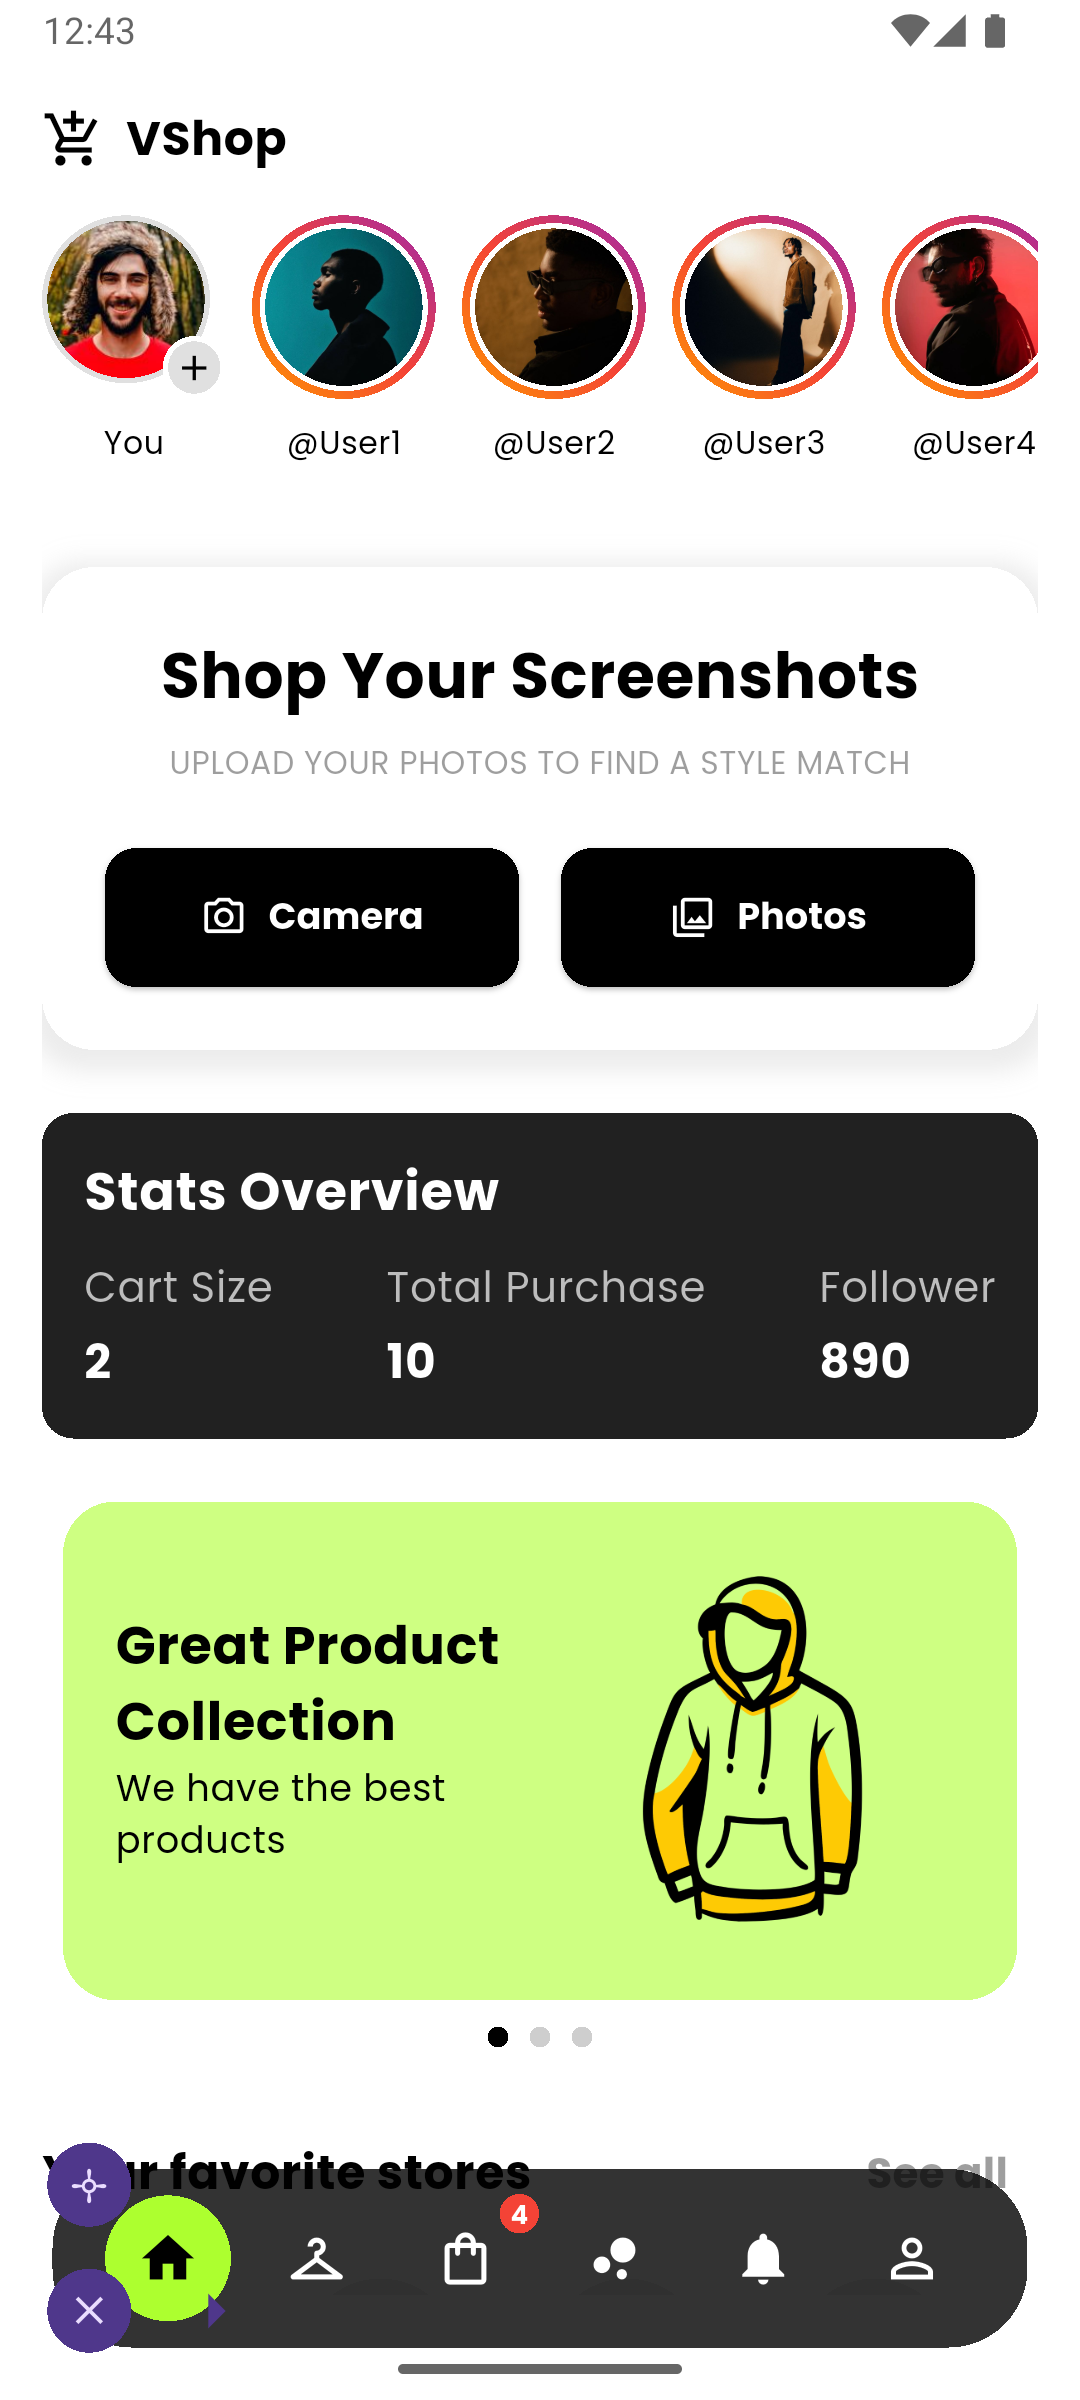 12:43
VShop
You
@User1
@User2
@User3
@User4
Shop Your Screenshots
UPLOAD YOUR PHOTOS TO FIND A STYLE MATCH
Camera
Photos
Stats Overview
Cart Size
Total Purchase
Follower
2
10
890
Great Product
Collection
We have the best
products
favorite stores
See all
4